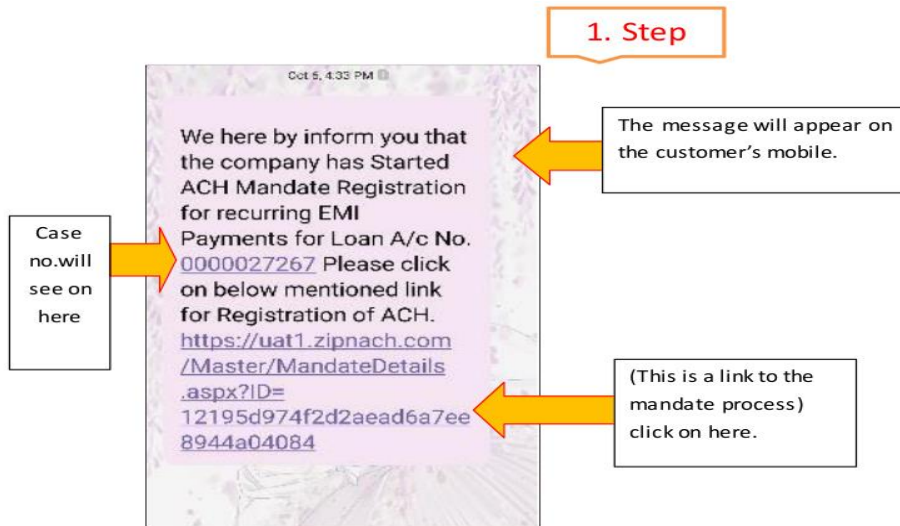 1. Step
Oct 5, 4:33 PM
We here by inform you that
the company has Started
ACH Mandate Registration
for recurring EMI
Payments for Loan A/c No.
0000027267 Please click
on below mentioned link
for Registration of ACH.
https://uat1.zipnach.com
/Master/MandateDetails
.aspx?ID=
12195d974f2d2aead6a7ee
8944a04084
The message will appear on
the customer's mobile.
Case
no.will
see on
here
(This is a link to the
mandate process)
click on here.